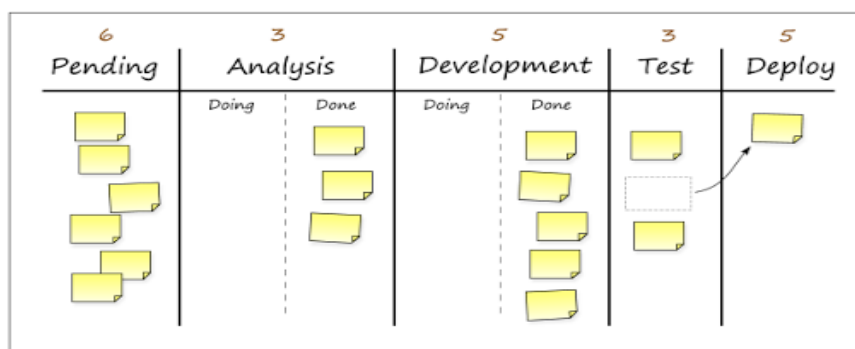 6 3 5 3 5
Pending Analysis Development Test Deploy
Doing Done Doing Done